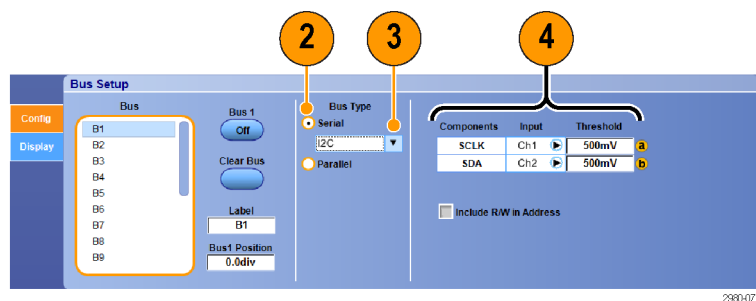 2 3 4
Bus Setup
Config
Display
Bus
B1
B2
B3
B4
B5
B6
B7
B8
B9
Bus 1
Off
Clear Bus
Label
B1
Bus1 Position
0.0div
Bus Type
Serial
I2C
Parallel
Components Input Threshold
SCLK Ch1 500mV a
SDA Ch2 500mV b
Include R/W in Address
2980-07